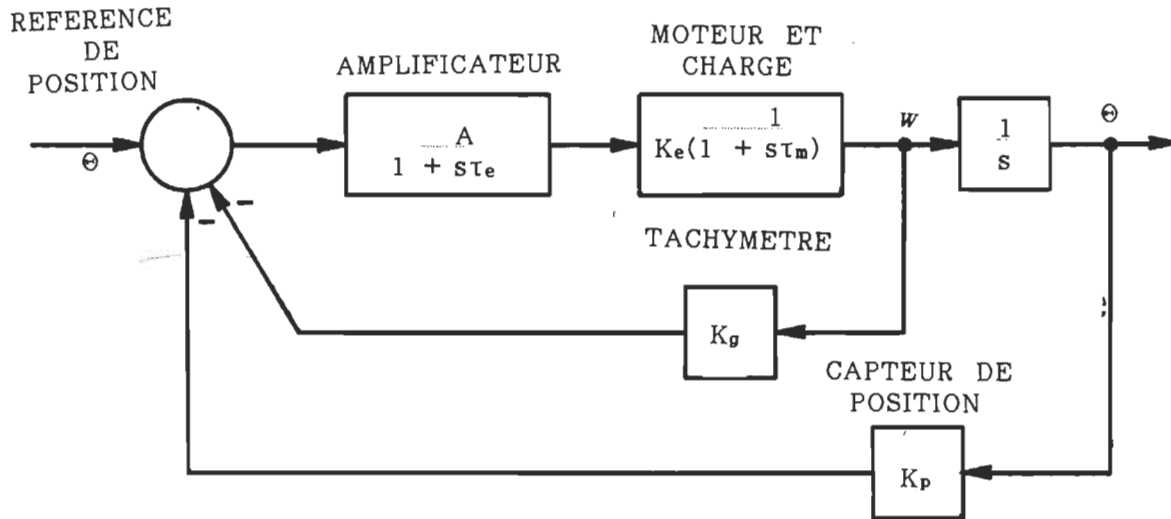 REFERENCE
DE
POSITION
AMPLIFICATEUR
MOTEUR ET
CHARGE
Θ
A
1 + sτe
1
Ke(1 + sτm)
w
1
s
Θ
TACHYMETRE
Kg
CAPTEUR DE
POSITION
Kp